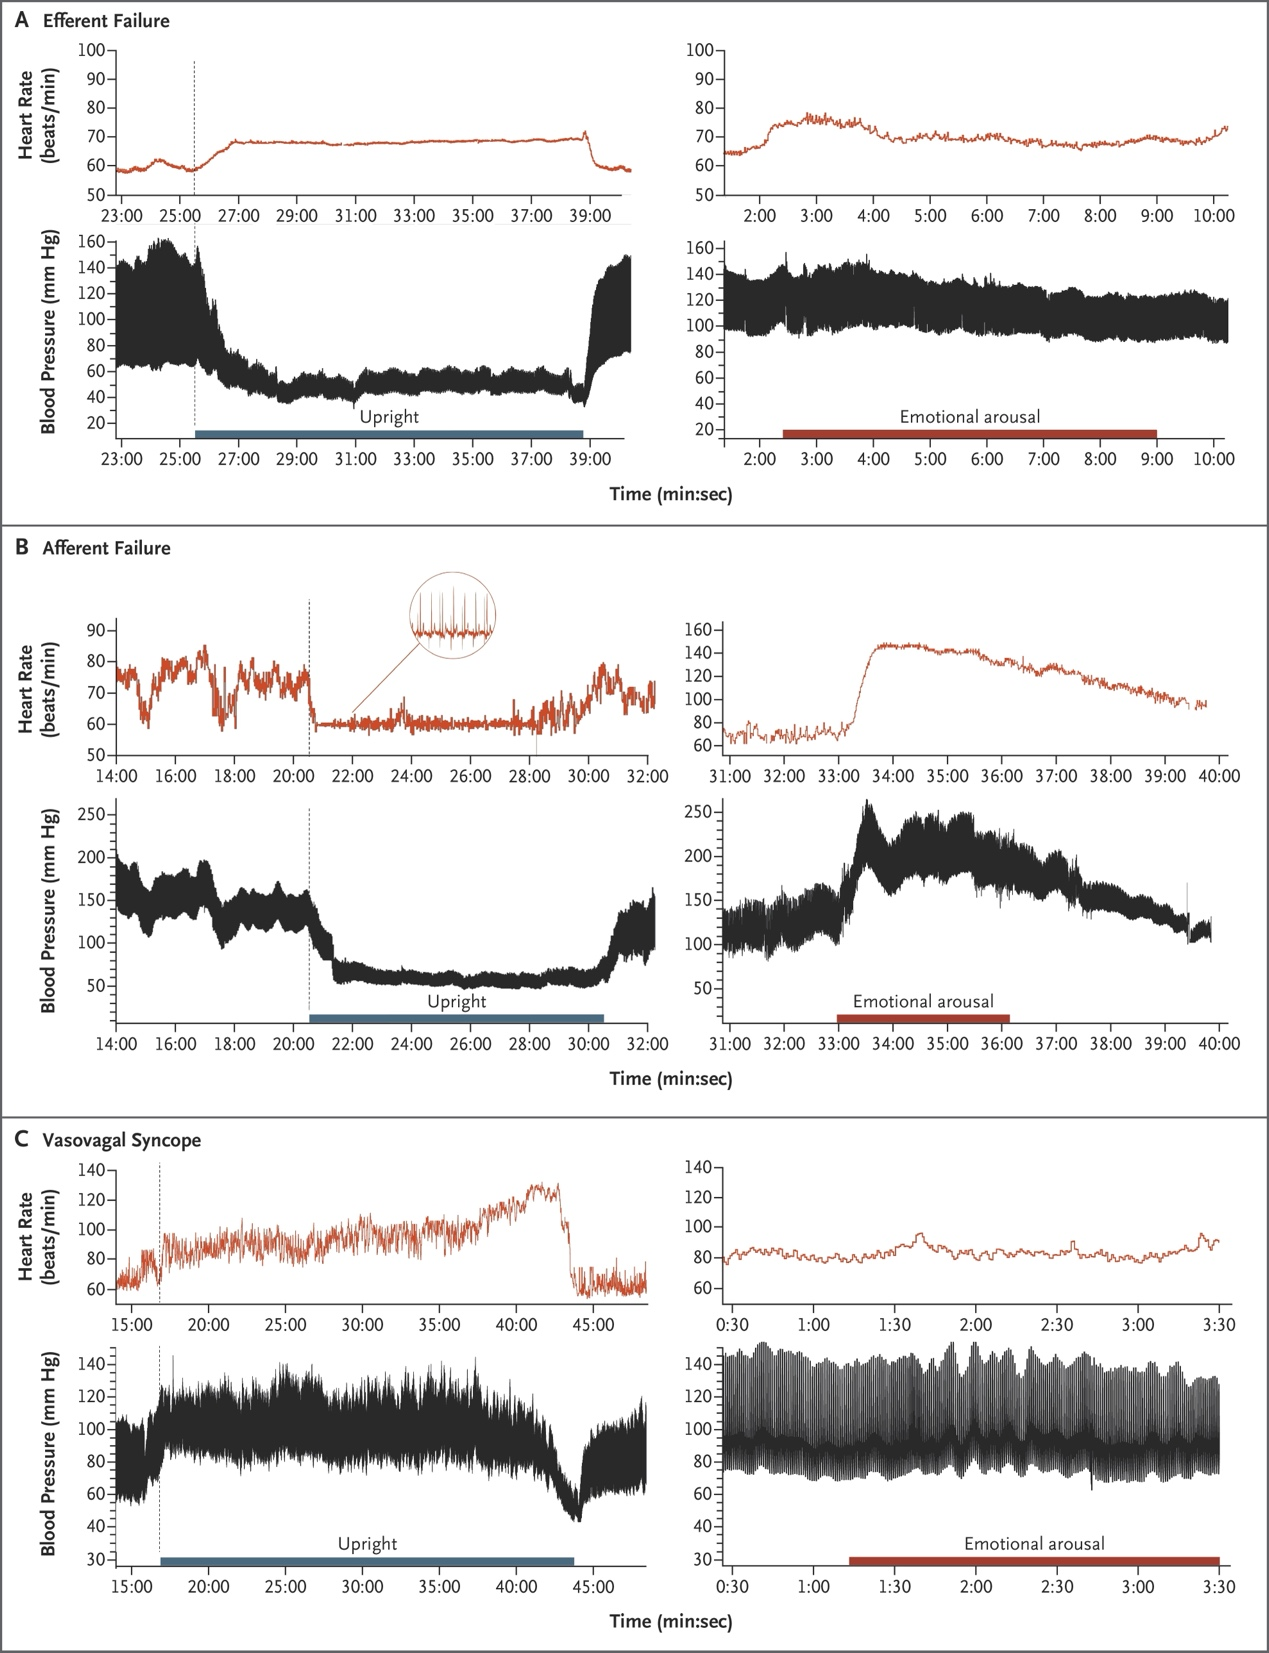 A Efferent Failure
Heart Rate
(beats/min)
100
90
80
70
60
50
23:00 25:00 27:00 29:00 31:00 33:00 35:00 37:00 39:00
100
90
80
70
60
50
2:00 3:00 4:00 5:00 6:00 7:00 8:00 9:00 10:00
Blood Pressure (mm Hg)
160
140
120
100
80
60
40
20
Upright
23:00 25:00 27:00 29:00 31:00 33:00 35:00 37:00 39:00
160
140
120
100
80
60
40
20
Emotional arousal
2:00 3:00 4:00 5:00 6:00 7:00 8:00 9:00 10:00
Time (min:sec)
B Afferent Failure
Heart Rate
(beats/min)
90
80
70
60
50
14:00 16:00 18:00 20:00 22:00 24:00 26:00 28:00 30:00 32:00
160
140
120
100
80
60
31:00 32:00 33:00 34:00 35:00 36:00 37:00 38:00 39:00 40:00
Blood Pressure (mm Hg)
250
200
150
100
50
Upright
14:00 16:00 18:00 20:00 22:00 24:00 26:00 28:00 30:00 32:00
250
200
150
100
50
Emotional arousal
31:00 32:00 33:00 34:00 35:00 36:00 37:00 38:00 39:00 40:00
Time (min:sec)
C Vasovagal Syncope
Heart Rate
(beats/min)
140
120
100
80
60
15:00 20:00 25:00 30:00 35:00 40:00 45:00
140
120
100
80
60
0:30 1:00 1:30 2:00 2:30 3:00 3:30
Blood Pressure (mm Hg)
140
120
100
80
60
40
30
Upright
15:00 20:00 25:00 30:00 35:00 40:00 45:00
140
120
100
80
60
40
30
Emotional arousal
0:30 1:00 1:30 2:00 2:30 3:00 3:30
Time (min:sec)